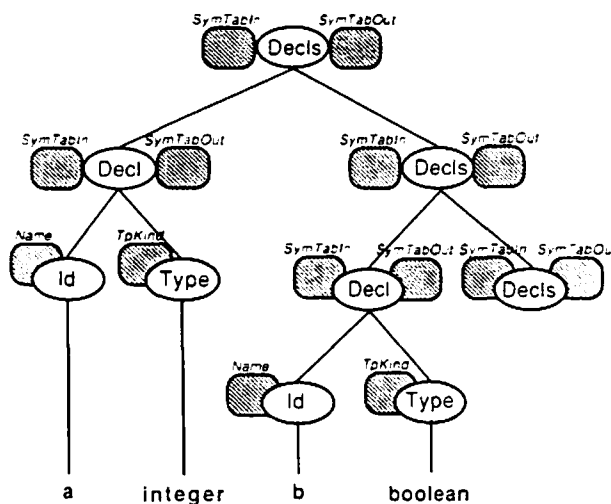 SymTabIn SymTabOut
Decls
SymTabIn SymTabOut SymTabIn SymTabOut
Decl Decls
Name TpKind SymTabIn SymTabOut SymTabIn SymTabOu
Id Type Decl Decls
Name TpKind
Id Type
a integer b boolean